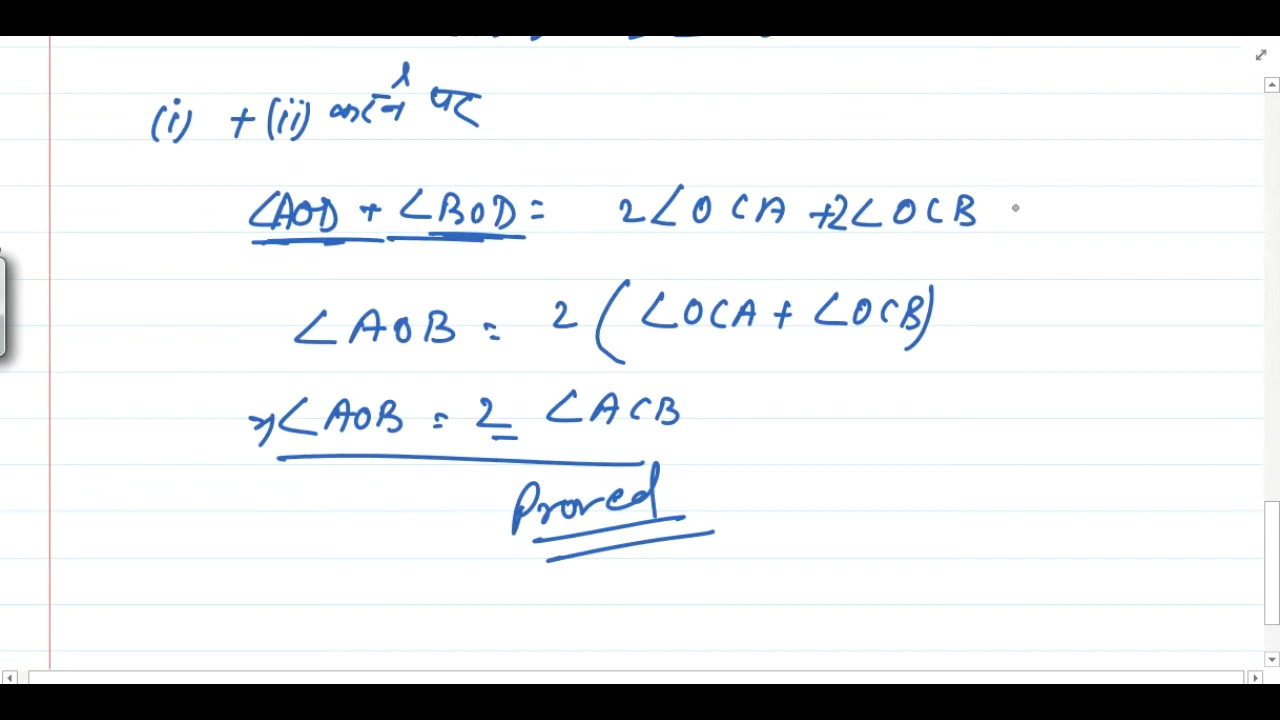 (i) + (ii) करने पर
∠AOD + ∠BOD = 2∠OCA + 2∠OCB
∠AOB = 2 (∠OCA + ∠OCB)
∠AOB = 2 ∠ACB
Proved